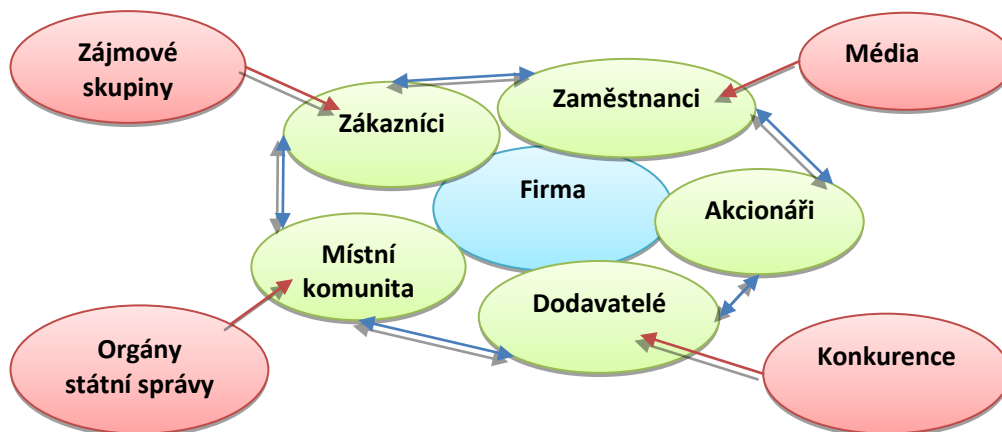 Zájmové
skupiny
Média
Zaměstnanci
Zákazníci
Firma
Akcionáři
Místní
komunita
Dodavatelé
Orgány
státní správy
Konkurence